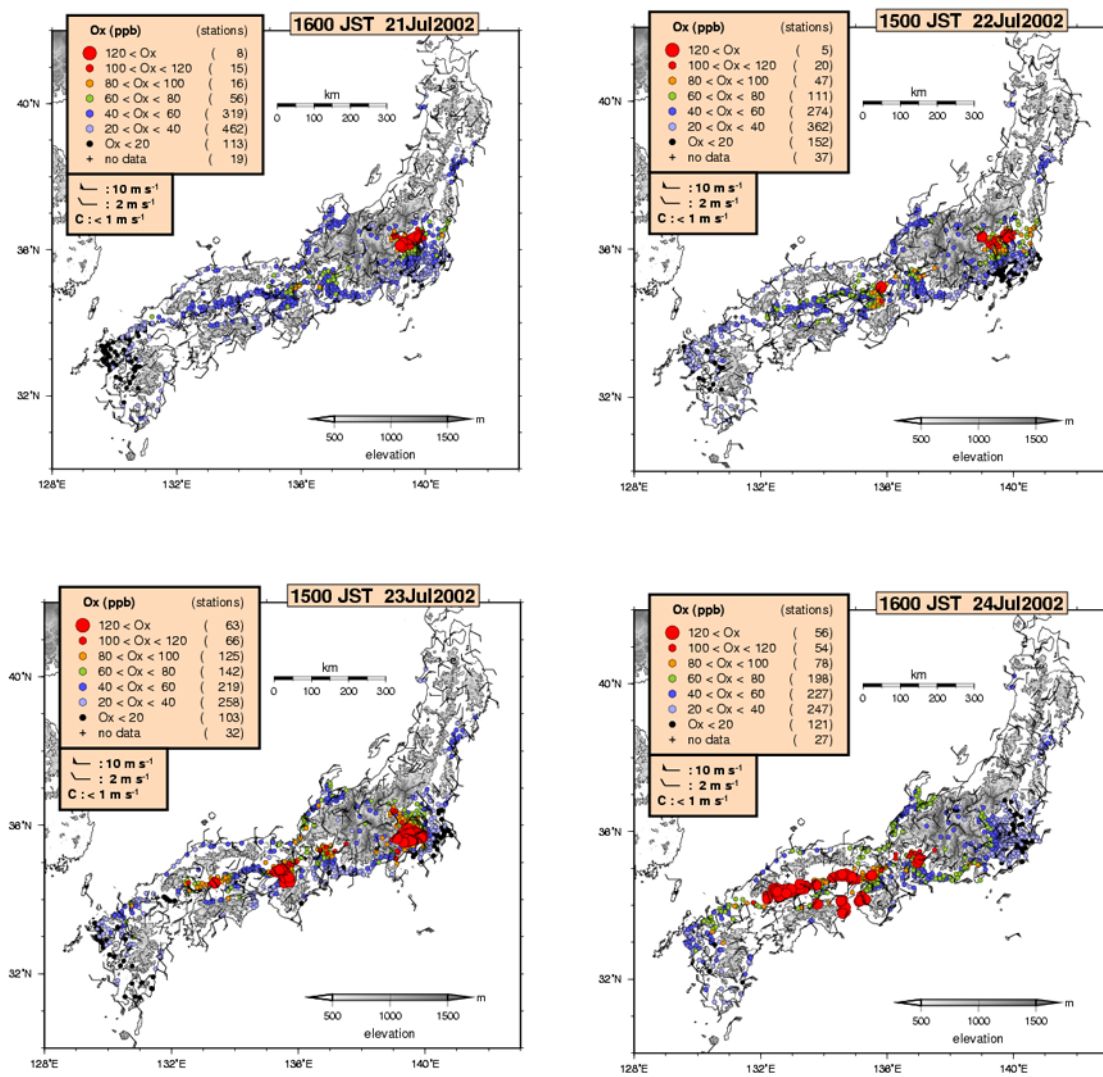 1600 JST 21Jul2002
Ox (ppb) (stations)
120 < Ox ( 8)
100 < Ox < 120 ( 15)
80 < Ox < 100 ( 16)
60 < Ox < 80 ( 56)
40 < Ox < 60 ( 319)
20 < Ox < 40 ( 462)
Ox < 20 ( 113)
+ no data ( 19)
: 10 m s⁻¹
: 2 m s⁻¹
C : < 1 m s⁻¹
km
0 100 200 300
40°N
36°N
32°N
m
500 1000 1500
elevation
128°E 132°E 136°E 140°E
1500 JST 22Jul2002
Ox (ppb) (stations)
120 < Ox ( 5)
100 < Ox < 120 ( 20)
80 < Ox < 100 ( 47)
60 < Ox < 80 ( 111)
40 < Ox < 60 ( 274)
20 < Ox < 40 ( 362)
Ox < 20 ( 152)
+ no data ( 37)
: 10 m s⁻¹
: 2 m s⁻¹
C : < 1 m s⁻¹
km
0 100 200 300
40°N
36°N
32°N
m
500 1000 1500
elevation
128°E 132°E 136°E 140°E
1500 JST 23Jul2002
Ox (ppb) (stations)
120 < Ox ( 63)
100 < Ox < 120 ( 66)
80 < Ox < 100 ( 125)
60 < Ox < 80 ( 142)
40 < Ox < 60 ( 219)
20 < Ox < 40 ( 258)
Ox < 20 ( 103)
+ no data ( 32)
: 10 m s⁻¹
: 2 m s⁻¹
C : < 1 m s⁻¹
km
0 100 200 300
40°N
36°N
32°N
m
500 1000 1500
elevation
128°E 132°E 136°E 140°E
1600 JST 24Jul2002
Ox (ppb) (stations)
120 < Ox ( 56)
100 < Ox < 120 ( 54)
80 < Ox < 100 ( 78)
60 < Ox < 80 ( 198)
40 < Ox < 60 ( 227)
20 < Ox < 40 ( 247)
Ox < 20 ( 121)
+ no data ( 27)
: 10 m s⁻¹
: 2 m s⁻¹
C : < 1 m s⁻¹
km
0 100 200 300
40°N
36°N
32°N
m
500 1000 1500
elevation
128°E 132°E 136°E 140°E